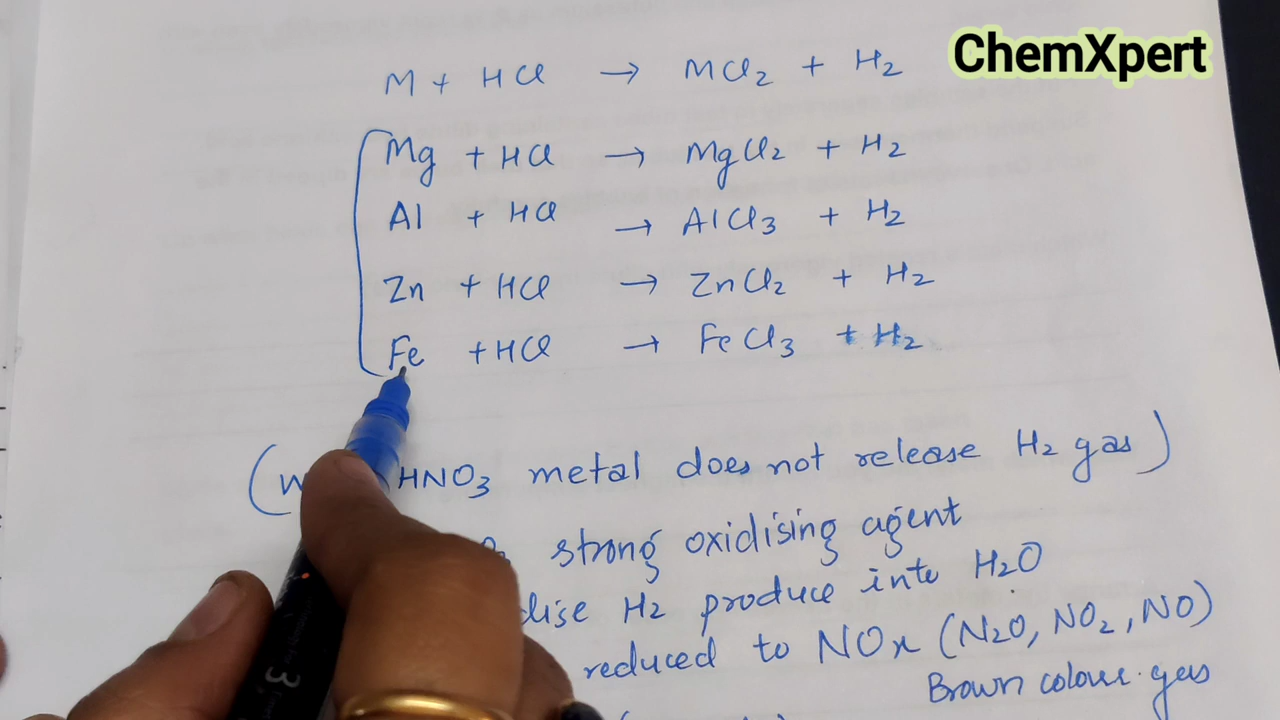 ChemXpert
M + HCl → MCl2 + H2
Mg + HCl → MgCl2 + H2
Al + HCl → AlCl3 + H2
Zn + HCl → ZnCl2 + H2
Fe + HCl → FeCl3 + H2
HNO3 metal does not release H2 gas)
strong oxidising agent
H2 produce into H2O
reduced to NOx (N2O, NO2, NO)
Brown colour gas
3